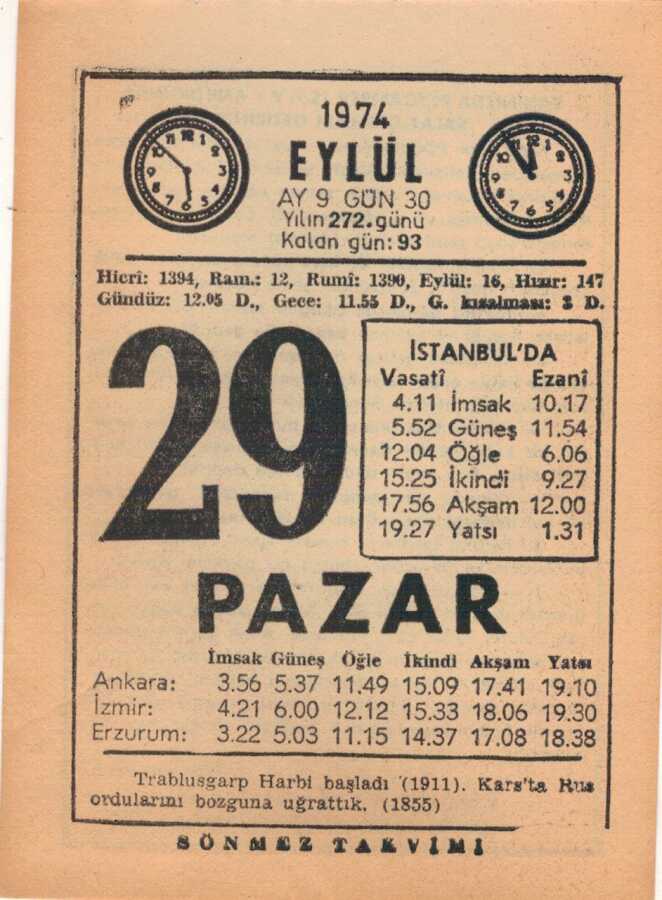 1974
EYLÜL
AY 9 GÜN 30
Yılın 272. günü
Kalan gün: 93
Hicrî: 1394, Ram.: 12, Rumî: 1390, Eylül: 16, Hızır: 147
Gündüz: 12.05 D., Gece: 11.55 D., G. kısalması: 3 D.
29
İSTANBUL'DA
Vasatî Ezanî
4.11 İmsak 10.17
5.52 Güneş 11.54
12.04 Öğle 6.06
15.25 İkindi 9.27
17.56 Akşam 12.00
19.27 Yatsı 1.31
PAZAR
İmsak Güneş Öğle İkindi Akşam Yatsı
Ankara: 3.56 5.37 11.49 15.09 17.41 19.10
İzmir: 4.21 6.00 12.12 15.33 18.06 19.30
Erzurum: 3.22 5.03 11.15 14.37 17.08 18.38
Trablusgarp Harbi başladı (1911). Kars'ta Rus
ordularını bozguna uğrattık. (1855)
SÖNMEZ TAKVİMİ